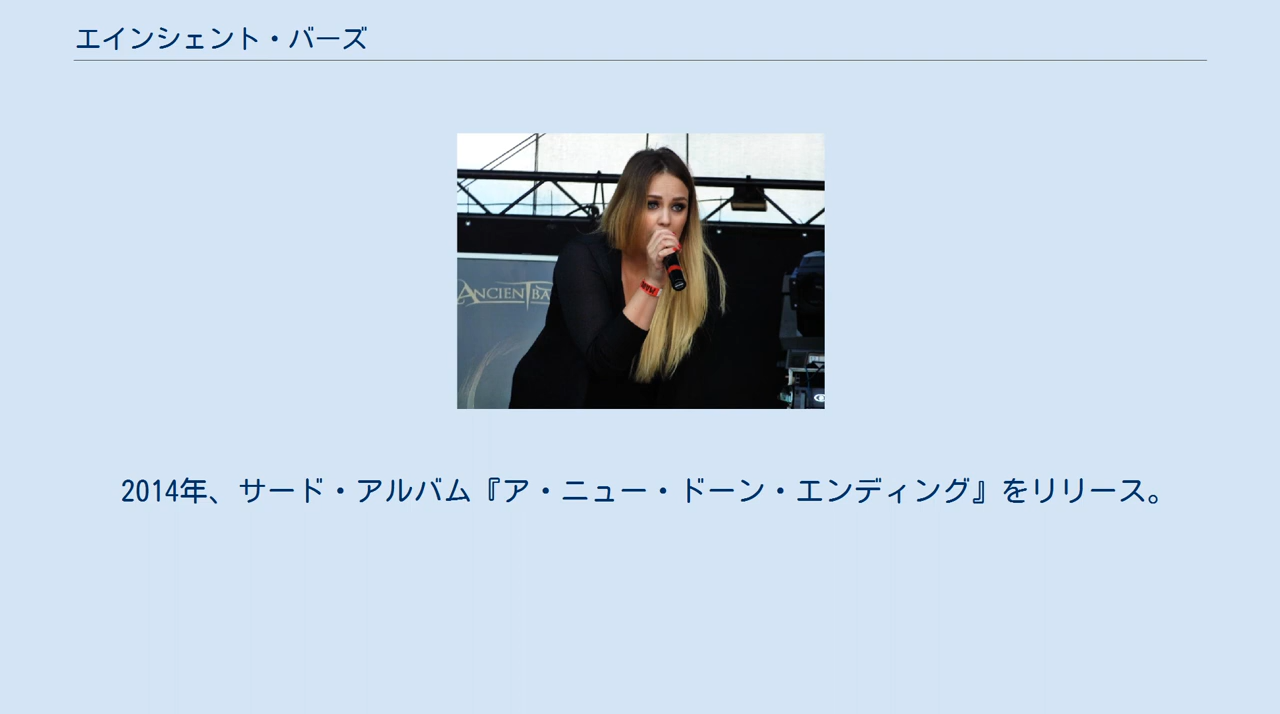 エインシェント・バーズ
ANCIENT BA
2014年、サード・アルバム『ア・ニュー・ドーン・エンディング』をリリース。